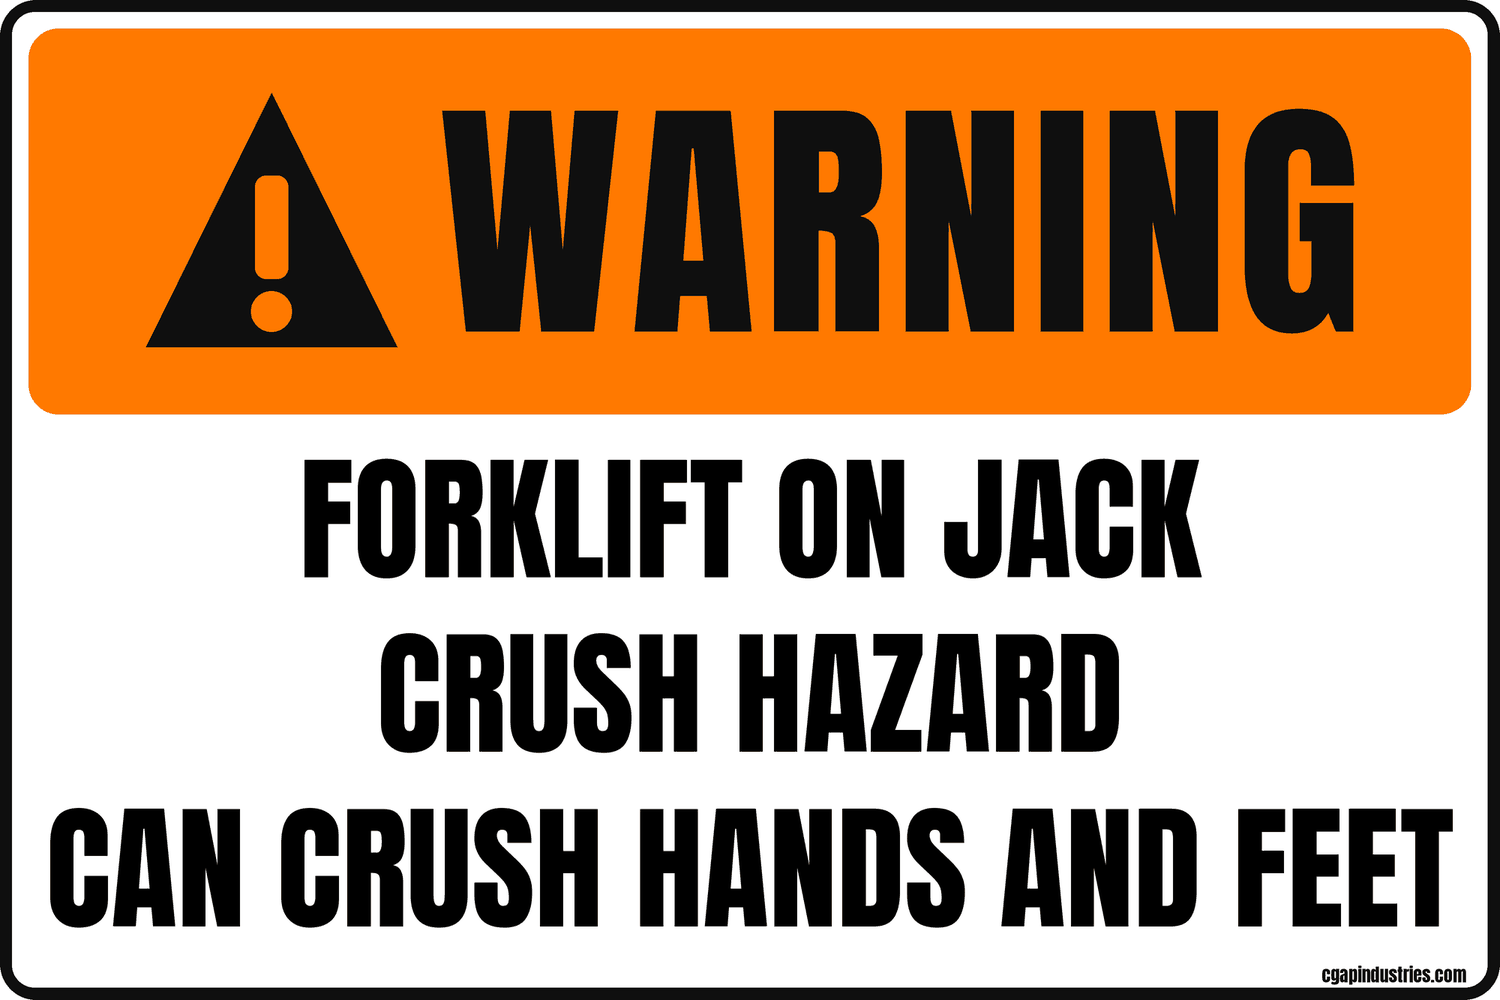 WARNING
FORKLIFT ON JACK
CRUSH HAZARD
CAN CRUSH HANDS AND FEET
cgapindustries.com